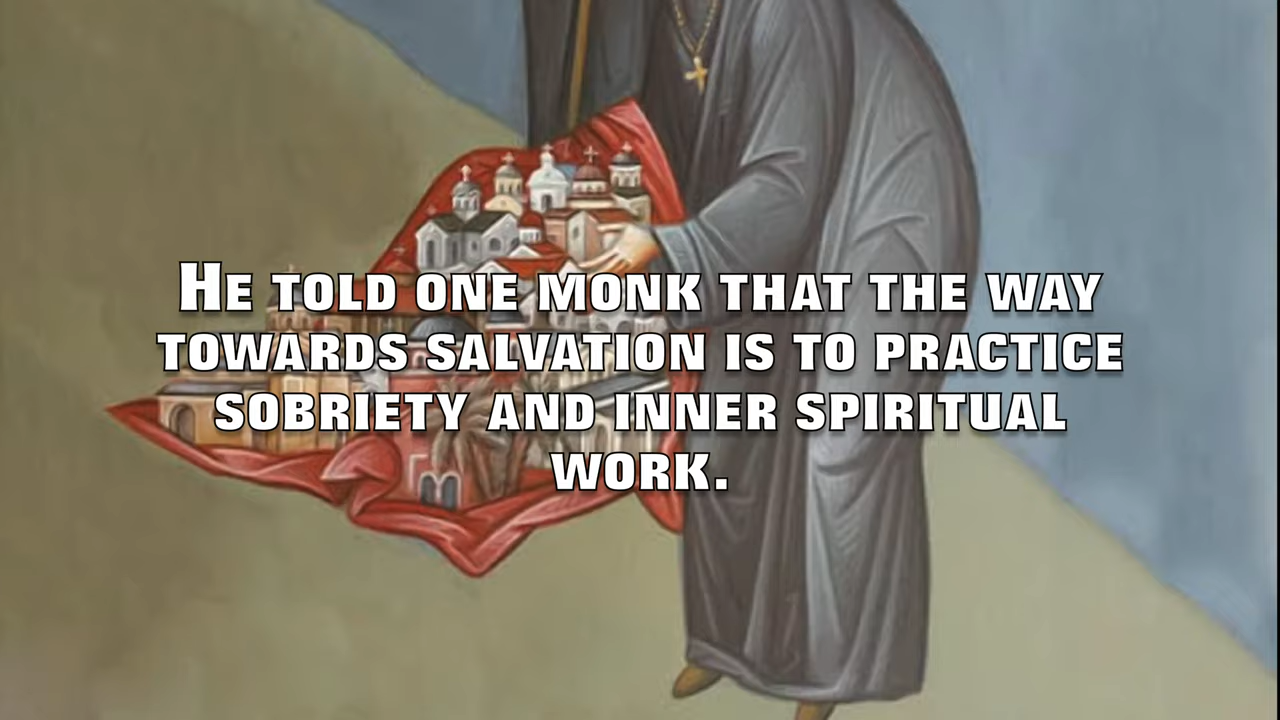 He told one monk that the way
towards salvation is to practice
sobriety and inner spiritual
work.